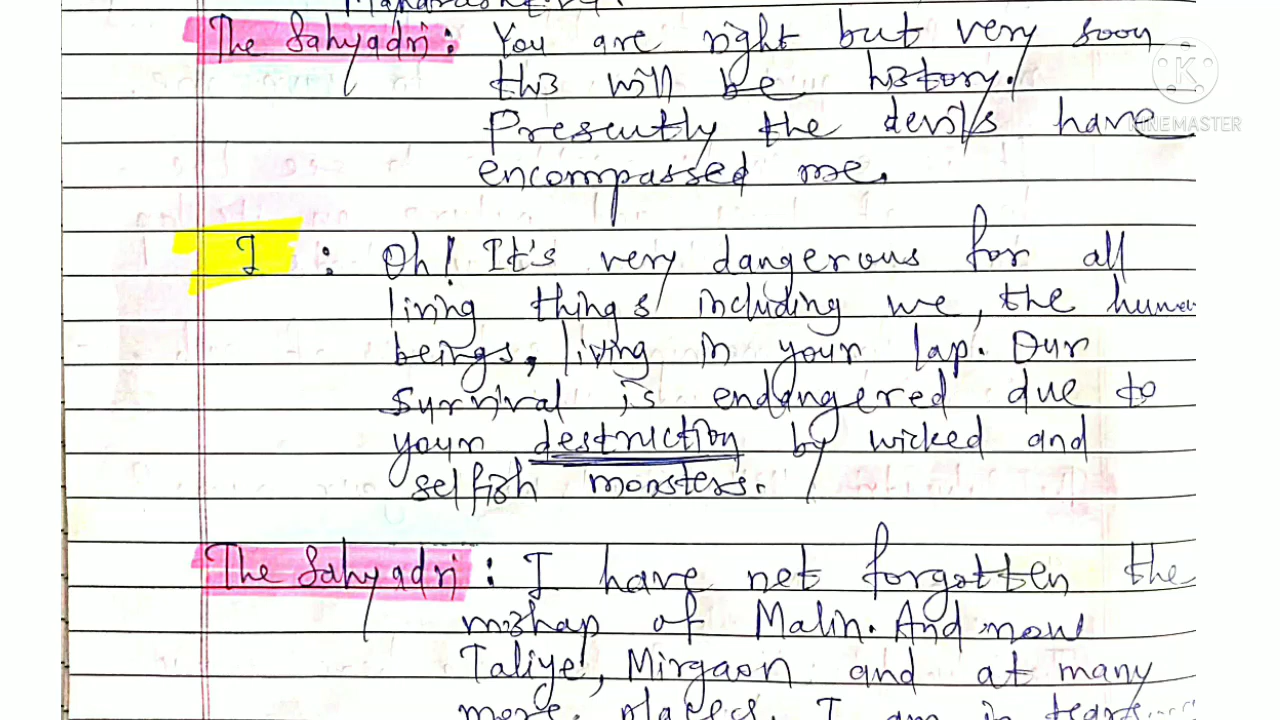 Maharashtra.
The Sahyadri: You are right but very soon
this will be history.
Presently the devils have
encompassed me.
I : Oh! It's very dangerous for all
living things including we, the human
beings, living in your lap. Our
survival is endangered due to
your destruction by wicked and
selfish monsters.
The Sahyadri: I have not forgotten the
mishap of Malin. And now
Taliye, Mirgaon and at many
more places. I am in tears
K
KINEMASTER